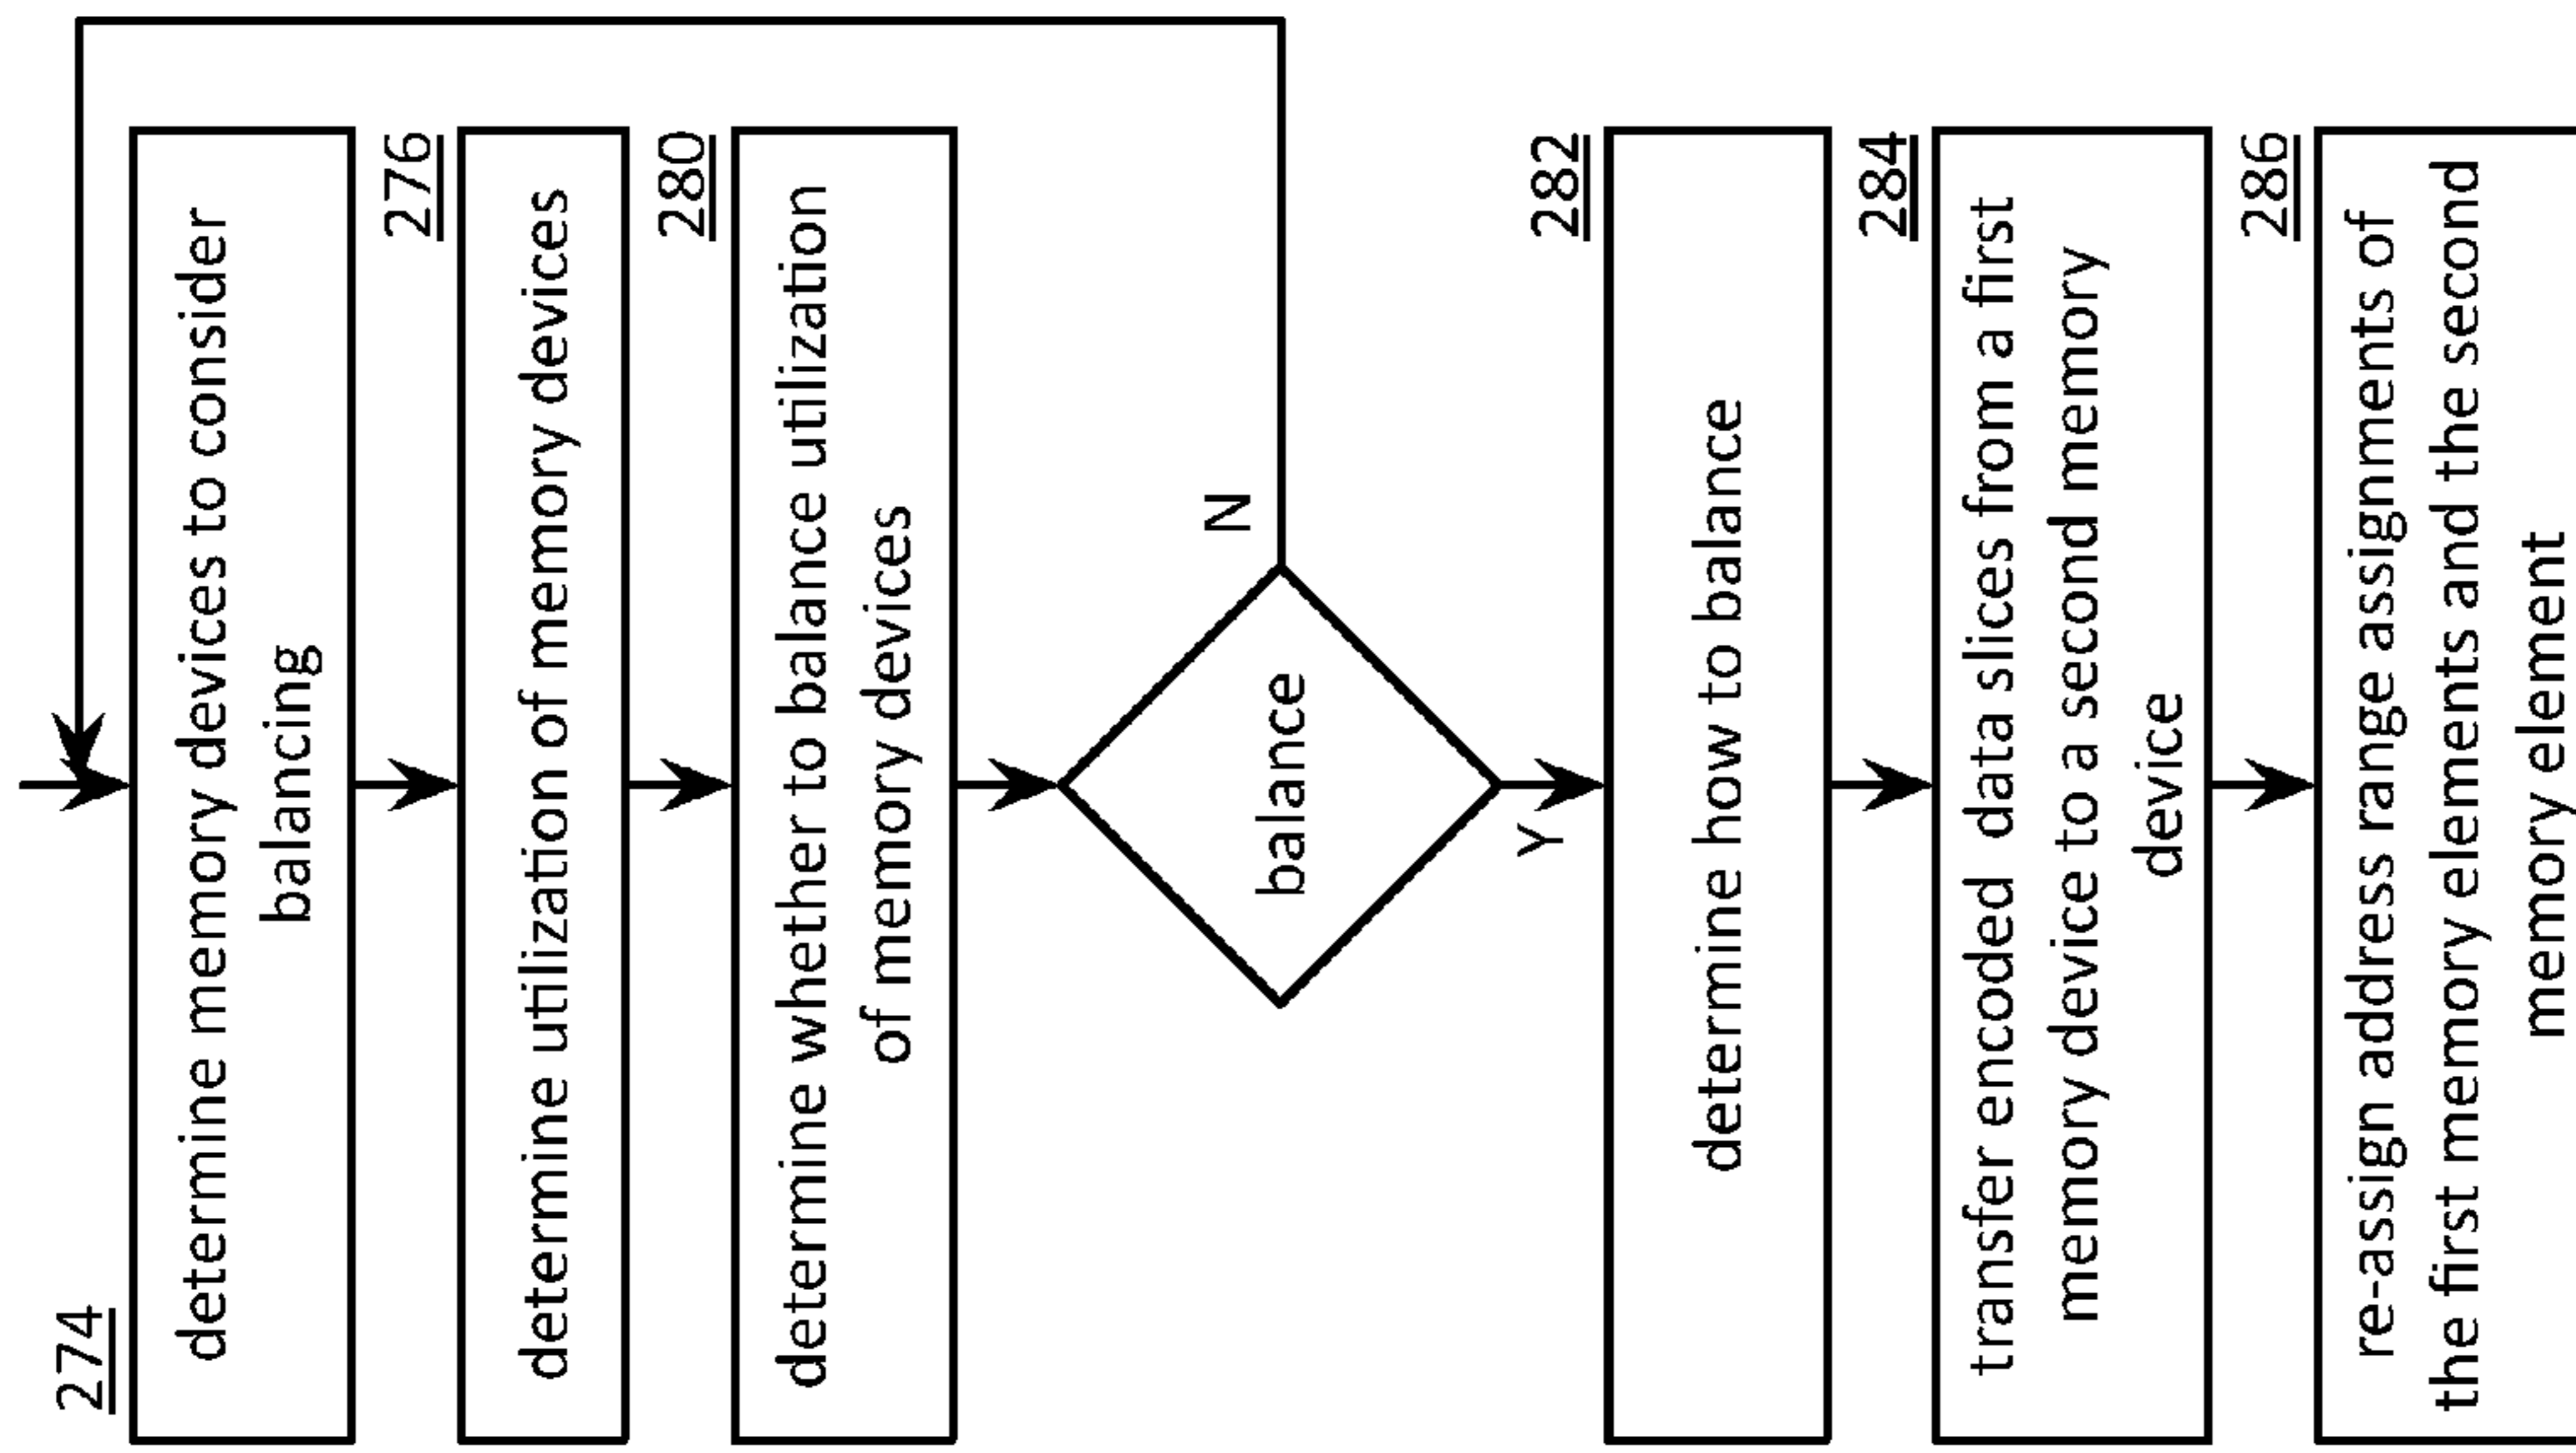 274
determine memory devices to consider
balancing
276
determine utilization of memory devices
280
determine whether to balance utilization
of memory devices
balance
N
Y
282
determine how to balance
284
transfer encoded data slices from a first
memory device to a second memory
device
286
re-assign address range assignments of
the first memory elements and the second
memory element